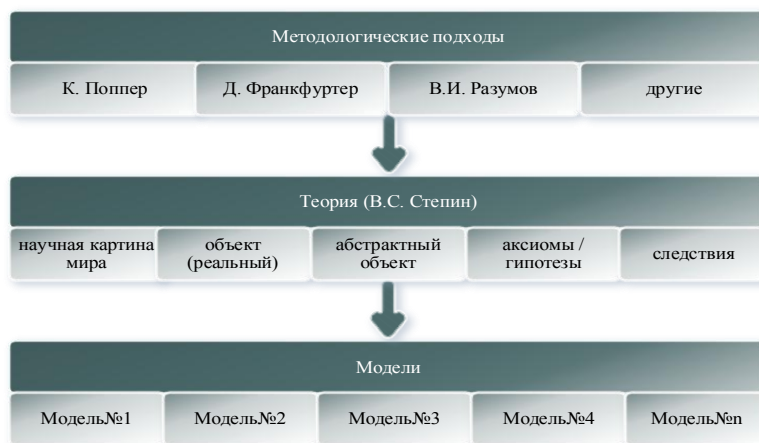 Методологические подходы
К. Поппер
Д. Франкфуртер
В.И. Разумов
другие
Теория (В.С. Степин)
научная картина
мира
объект
(реальный)
абстрактный
объект
аксиомы /
гипотезы
следствия
Модели
Модель№1
Модель№2
Модель№3
Модель№4
Модель№n